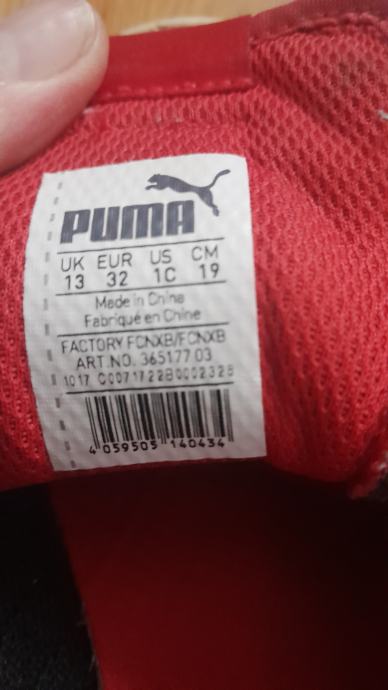 PUMA
UK EUR US CM
13 32 1C 19
Made in China
Fabriqué en Chine
FACTORY FCNXB/FCNXB
ART.NO. 365177 03
1017 C0071722B0002328
4 059505 140434